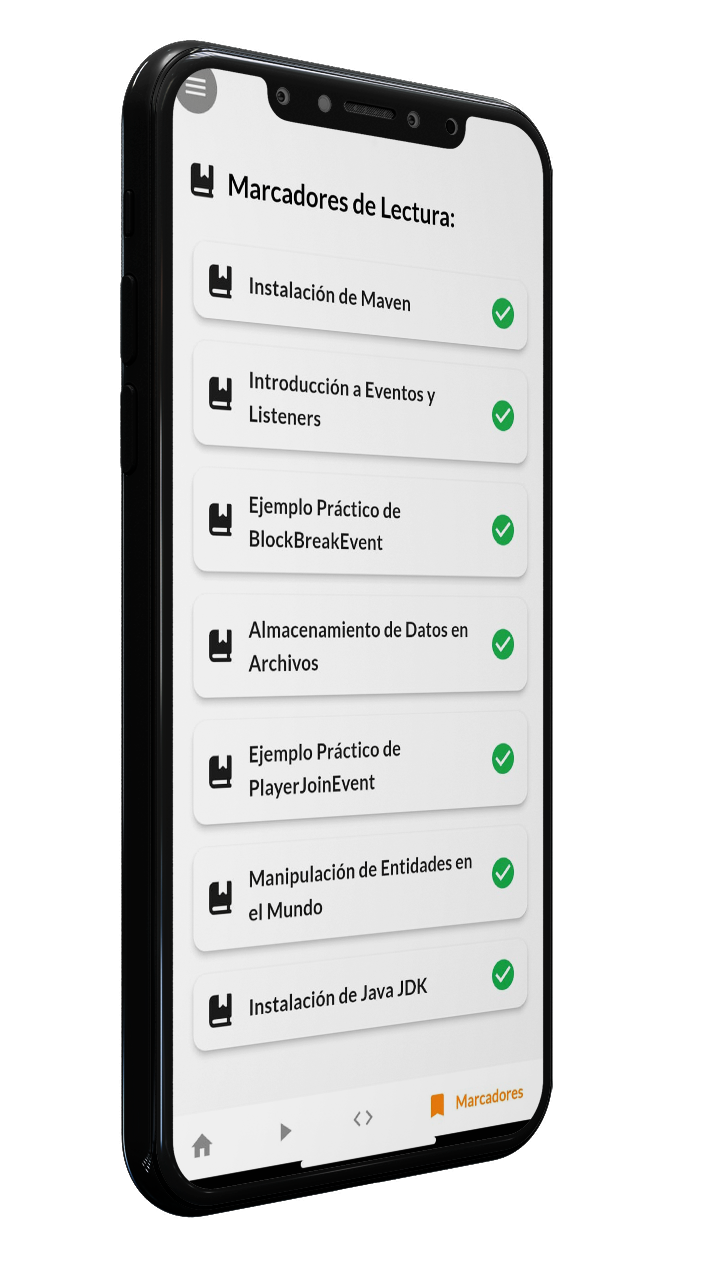 Marcadores de Lectura:
Instalación de Maven
Introducción a Eventos y
Listeners
Ejemplo Práctico de
BlockBreakEvent
Almacenamiento de Datos en
Archivos
Ejemplo Práctico de
PlayerJoinEvent
Manipulación de Entidades en
el Mundo
Instalación de Java JDK
Marcadores